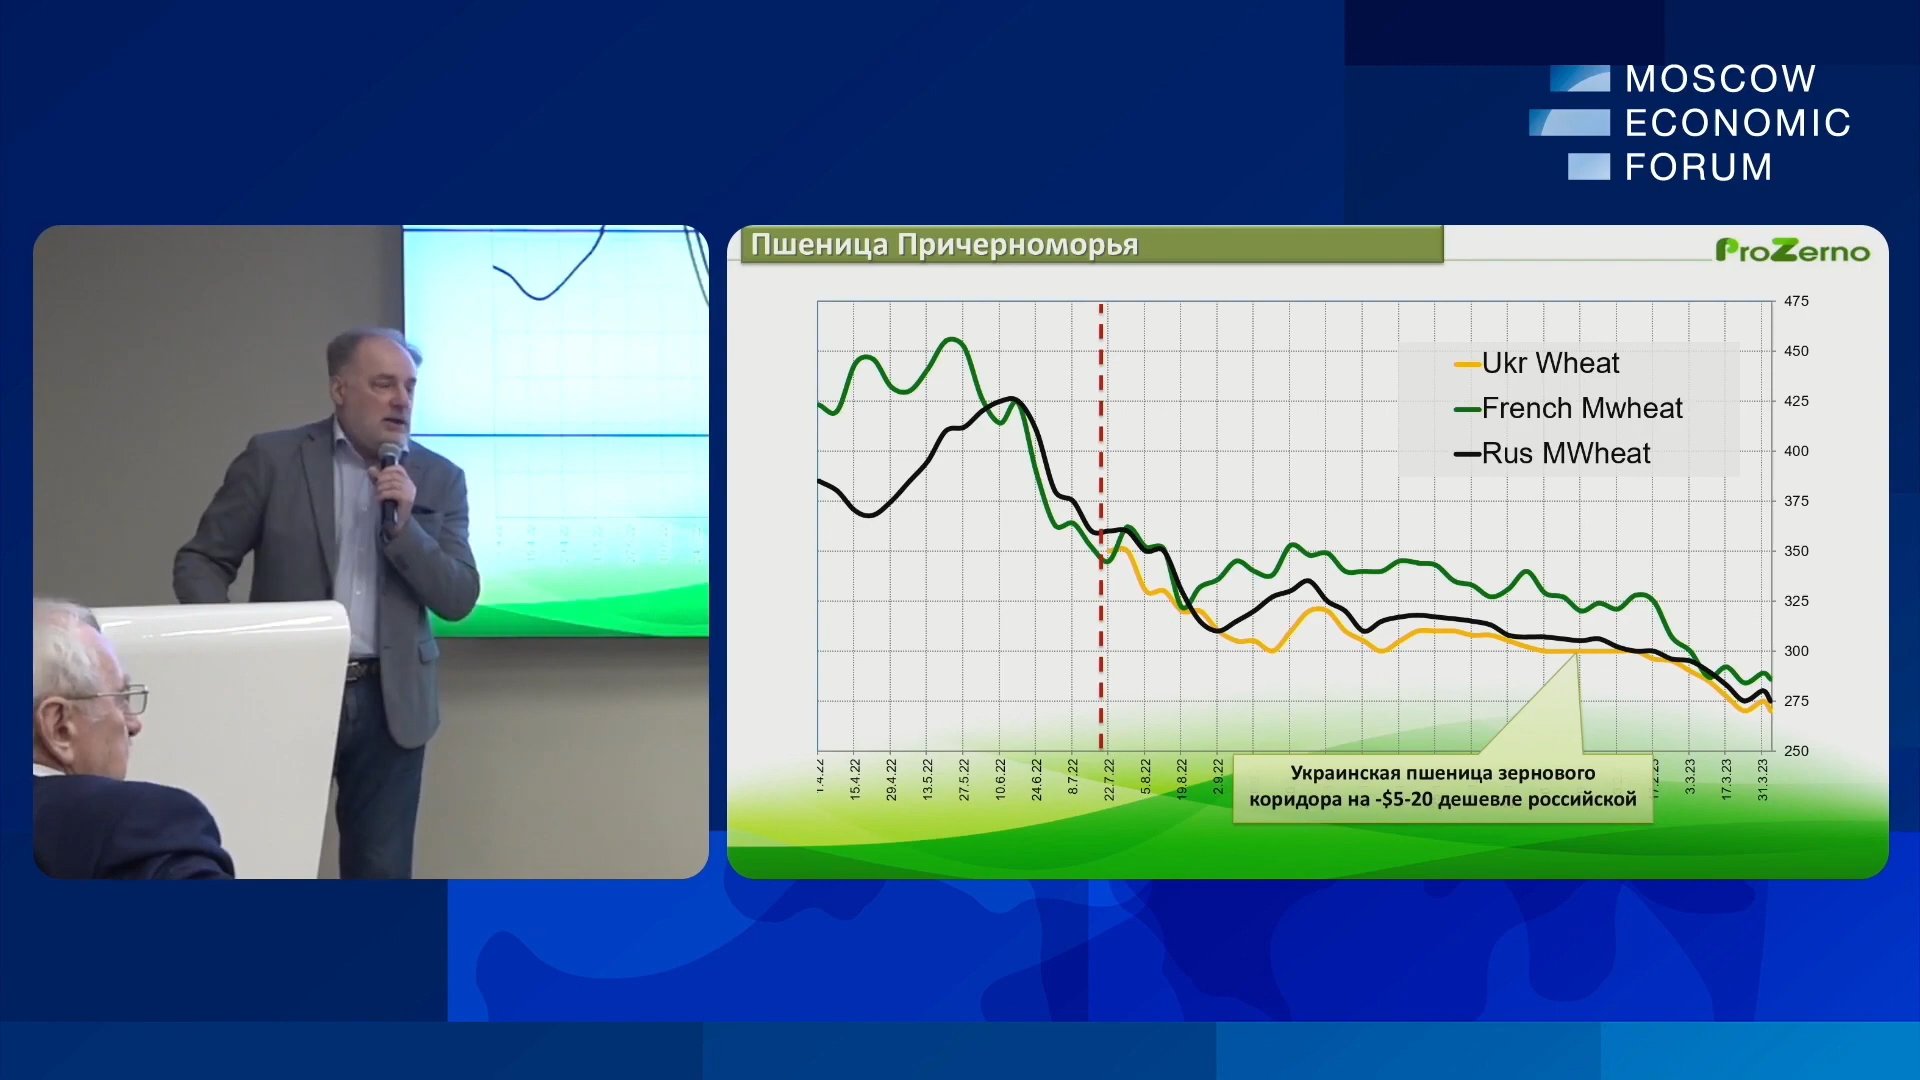 MOSCOW
ECONOMIC
FORUM
Пшеница Причерноморья
ProZerno
475
450
425
400
375
350
325
300
275
250
Ukr Wheat
French Mwheat
Rus MWheat
1.4.22
15.4.22
29.4.22
13.5.22
27.5.22
10.6.22
24.6.22
8.7.22
22.7.22
5.8.22
19.8.22
2.9.22
3.3.23
17.3.23
31.3.23
Украинская пшеница зернового
коридора на -$5-20 дешевле российской